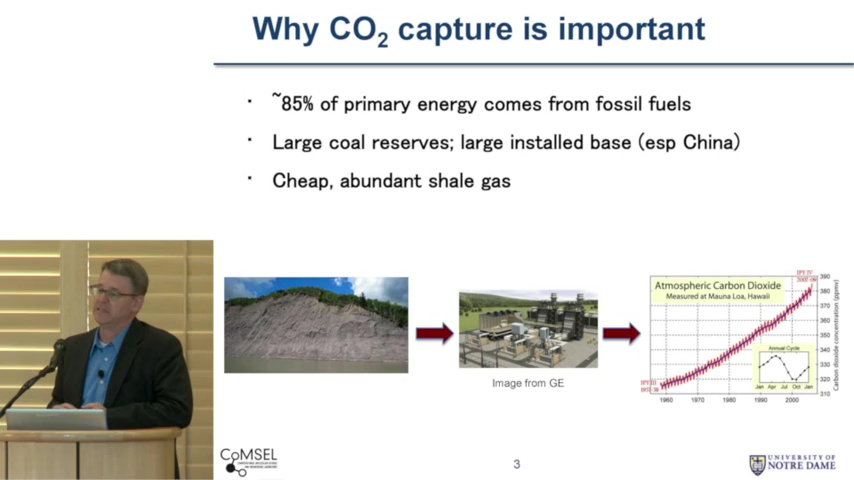 Why CO₂ capture is important
· ~85% of primary energy comes from fossil fuels
· Large coal reserves; large installed base (esp China)
· Cheap, abundant shale gas
Image from GE
Atmospheric Carbon Dioxide
Measured at Mauna Loa, Hawaii
Carbon dioxide concentration (ppmv)
390
380
370
360
350
340
330
320
310
Annual Cycle
Jan Apr Jul Oct Jan
1960 1970 1980 1990 2000
CoMSEL
3
UNIVERSITY OF
NOTRE DAME